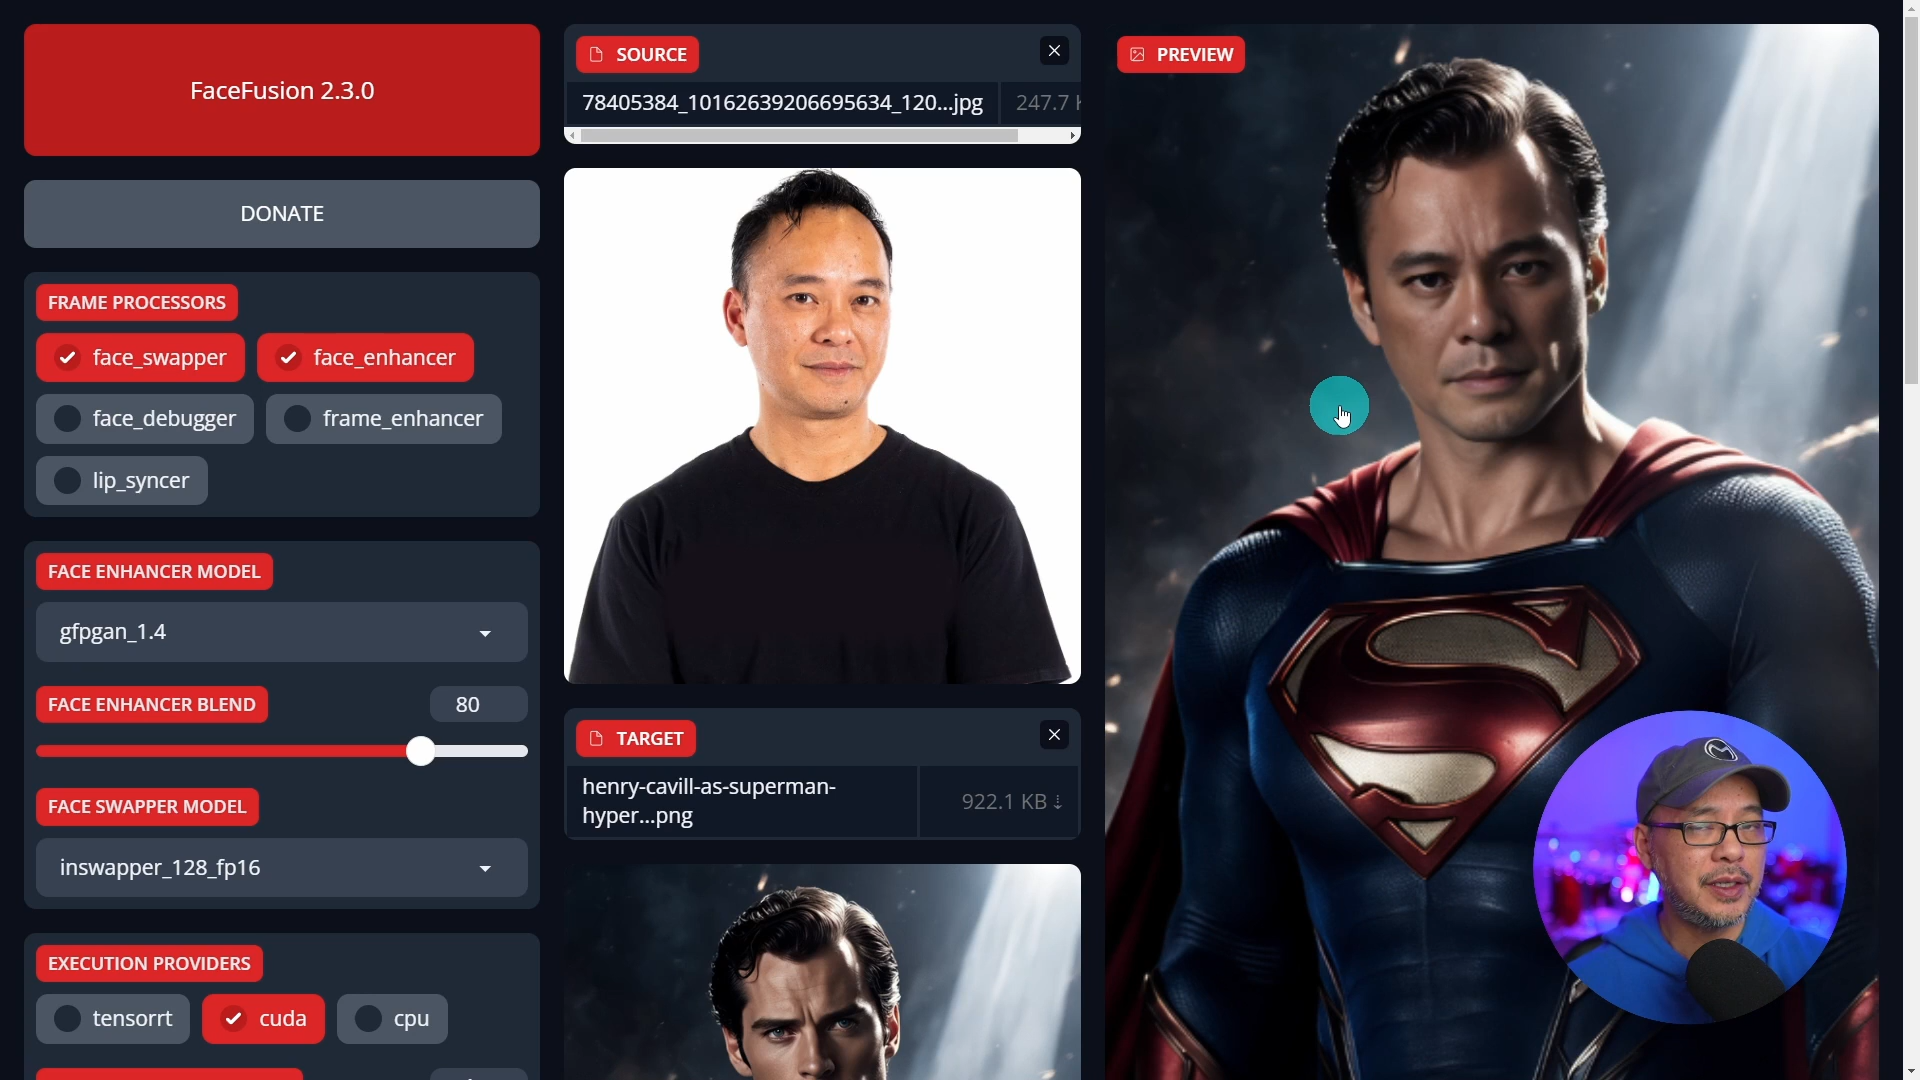 FaceFusion 2.3.0
DONATE
FRAME PROCESSORS
face_swapper
face_enhancer
face_debugger
frame_enhancer
lip_syncer
FACE ENHANCER MODEL
gfpgan_1.4
FACE ENHANCER BLEND
80
FACE SWAPPER MODEL
inswapper_128_fp16
EXECUTION PROVIDERS
tensorrt
cuda
cpu
SOURCE
78405384_10162639206695634_120...jpg
247.7
TARGET
henry-cavill-as-superman-
hyper...png
922.1 KB ⇣
PREVIEW